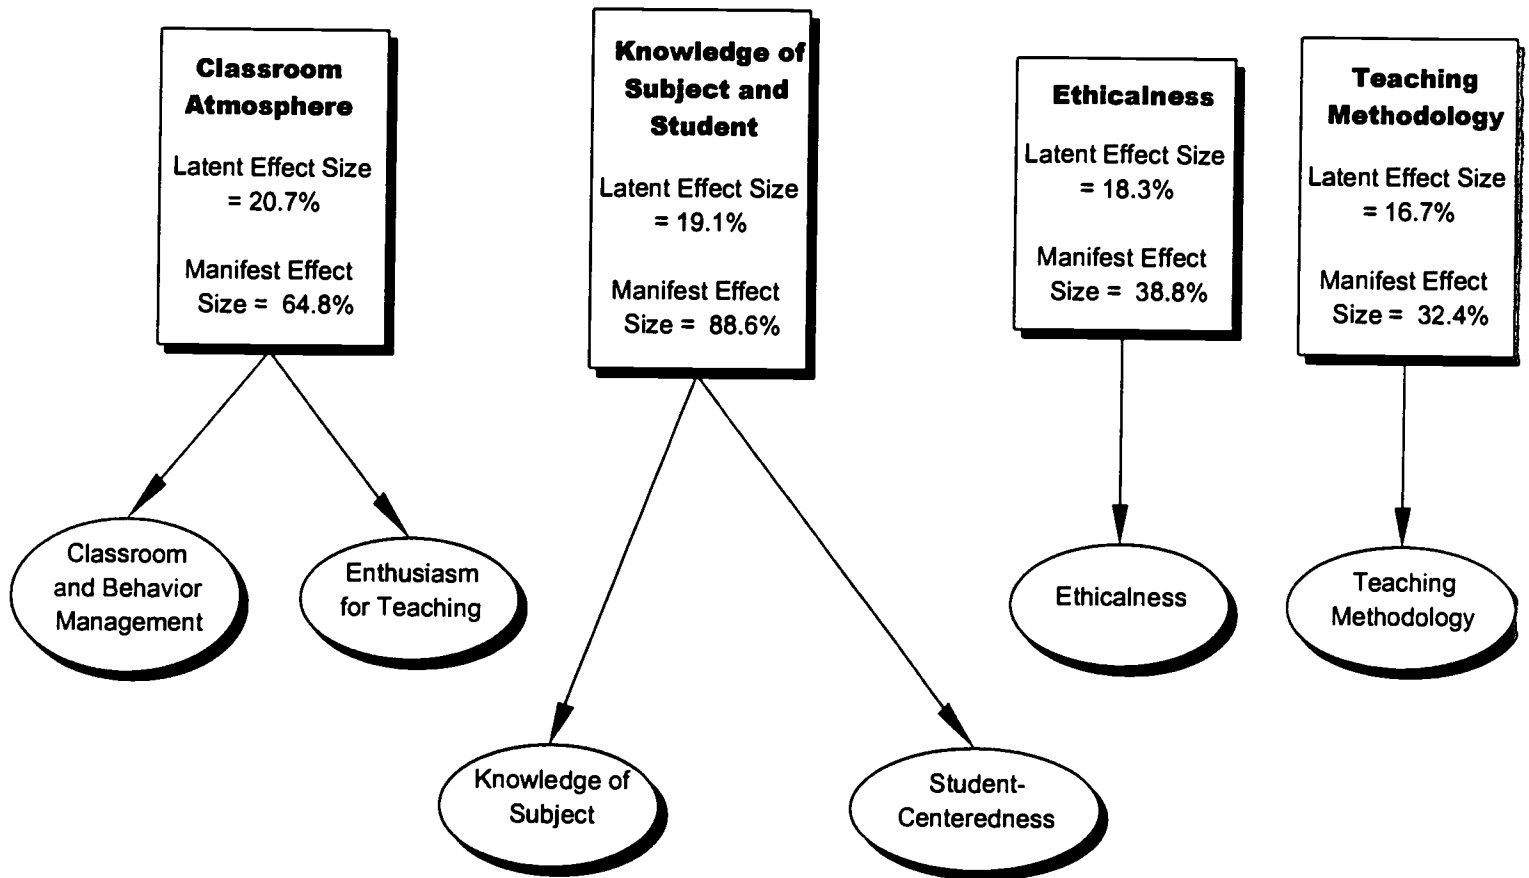 Classroom
Atmosphere
Latent Effect Size
= 20.7%
Manifest Effect
Size = 64.8%
Knowledge of
Subject and
Student
Latent Effect Size
= 19.1%
Manifest Effect
Size = 88.6%
Ethicalness
Latent Effect Size
= 18.3%
Manifest Effect
Size = 38.8%
Teaching
Methodology
Latent Effect Size
= 16.7%
Manifest Effect
Size = 32.4%
Classroom
and Behavior
Management
Enthusiasm
for Teaching
Knowledge of
Subject
Student-
Centeredness
Ethicalness
Teaching
Methodology